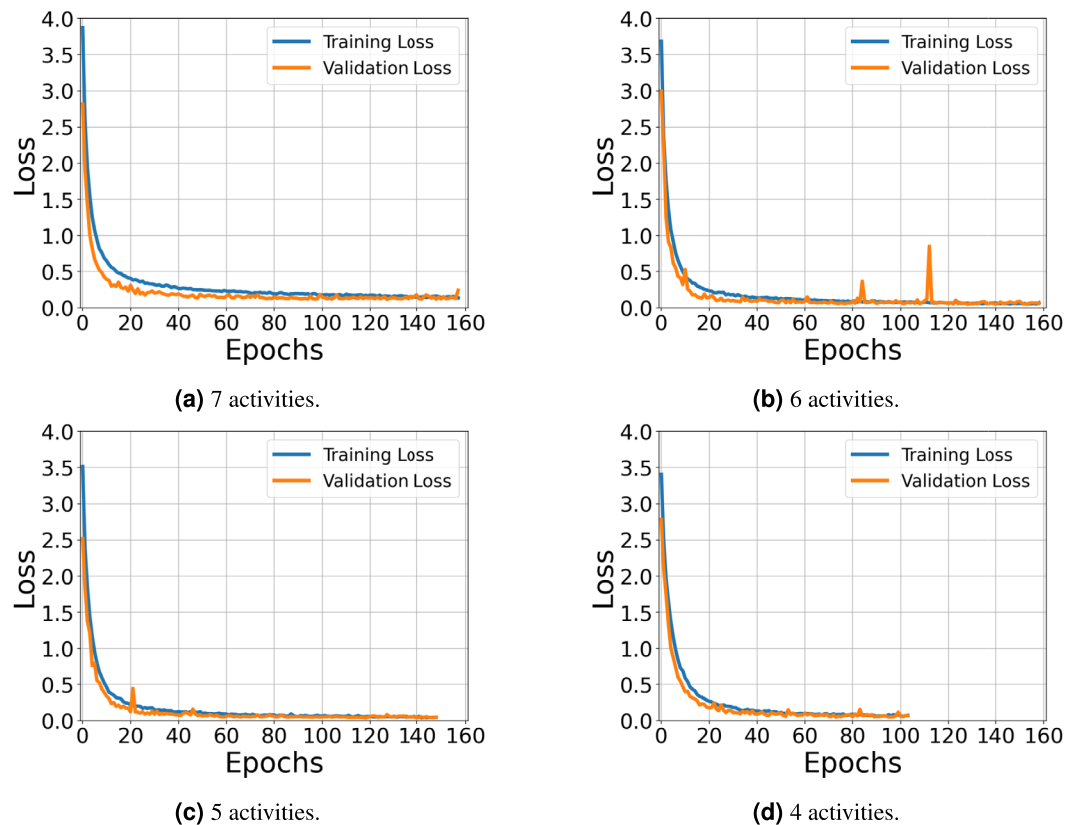 4.0
3.5
3.0
2.5
2.0
1.5
1.0
0.5
0.0
Loss
Training Loss
Validation Loss
0 20 40 60 80 100 120 140 160
Epochs
(a) 7 activities.
4.0
3.5
3.0
2.5
2.0
1.5
1.0
0.5
0.0
Loss
Training Loss
Validation Loss
0 20 40 60 80 100 120 140 160
Epochs
(b) 6 activities.
4.0
3.5
3.0
2.5
2.0
1.5
1.0
0.5
0.0
Loss
Training Loss
Validation Loss
0 20 40 60 80 100 120 140 160
Epochs
(c) 5 activities.
4.0
3.5
3.0
2.5
2.0
1.5
1.0
0.5
0.0
Loss
Training Loss
Validation Loss
0 20 40 60 80 100 120 140 160
Epochs
(d) 4 activities.